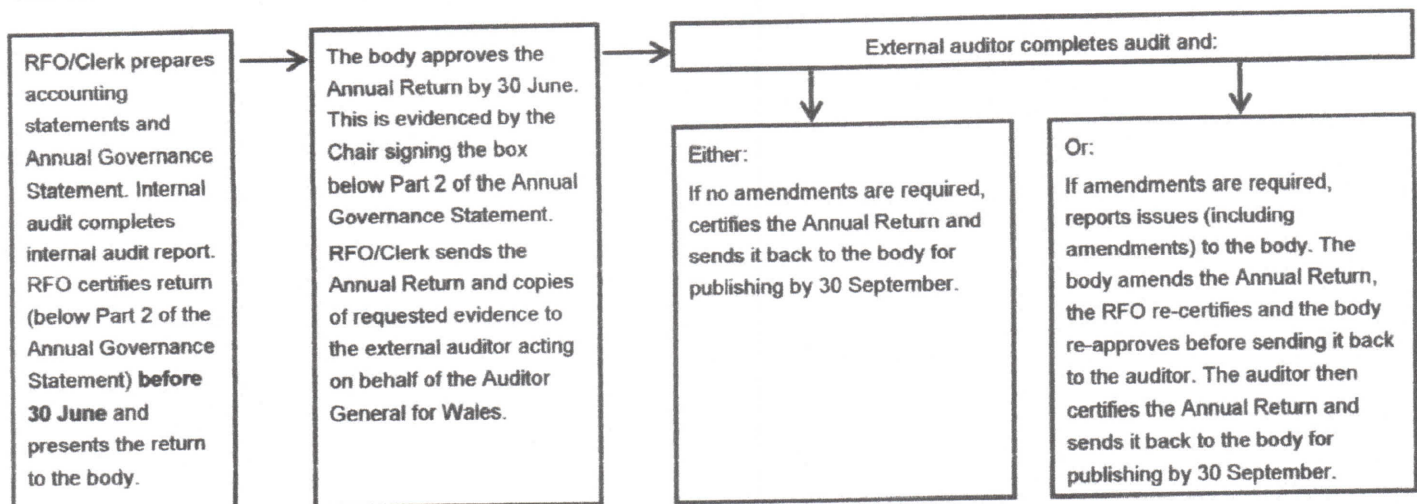 RFO/Clerk prepares
accounting
statements and
Annual Governance
Statement. Internal
audit completes
internal audit report.
RFO certifies return
(below Part 2 of the
Annual Governance
Statement) before
30 June and
presents the return
to the body.
The body approves the
Annual Return by 30 June.
This is evidenced by the
Chair signing the box
below Part 2 of the Annual
Governance Statement.
RFO/Clerk sends the
Annual Return and copies
of requested evidence to
the external auditor acting
on behalf of the Auditor
General for Wales.
External auditor completes audit and:
Either:
If no amendments are required,
certifies the Annual Return and
sends it back to the body for
publishing by 30 September.
Or:
If amendments are required,
reports issues (including
amendments) to the body. The
body amends the Annual Return,
the RFO re-certifies and the body
re-approves before sending it back
to the auditor. The auditor then
certifies the Annual Return and
sends it back to the body for
publishing by 30 September.